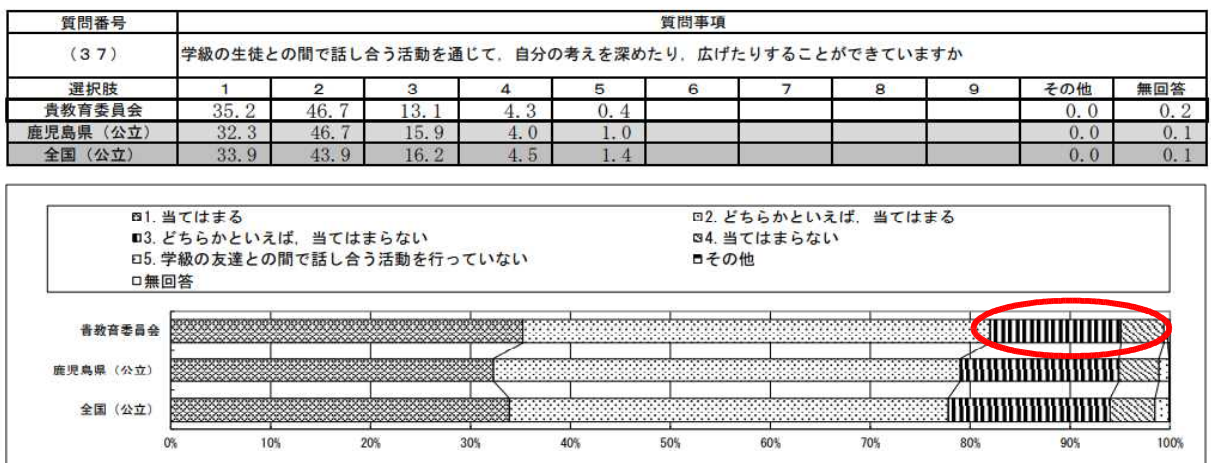 質問番号 質問事項
(37) 学級の生徒との間で話し合う活動を通じて,自分の考えを深めたり,広げたりすることができていますか
選択肢 1 2 3 4 5 6 7 8 9 その他 無回答
貴教育委員会 35.2 46.7 13.1 4.3 0.4 0.0 0.2
鹿児島県(公立) 32.3 46.7 15.9 4.0 1.0 0.0 0.1
全国(公立) 33.9 43.9 16.2 4.5 1.4 0.0 0.1
1.当てはまる 2.どちらかといえば,当てはまる
3.どちらかといえば,当てはまらない 4.当てはまらない
5.学級の友達との間で話し合う活動を行っていない その他
無回答
貴教育委員会
鹿児島県(公立)
全国(公立)
0% 10% 20% 30% 40% 50% 60% 70% 80% 90% 100%